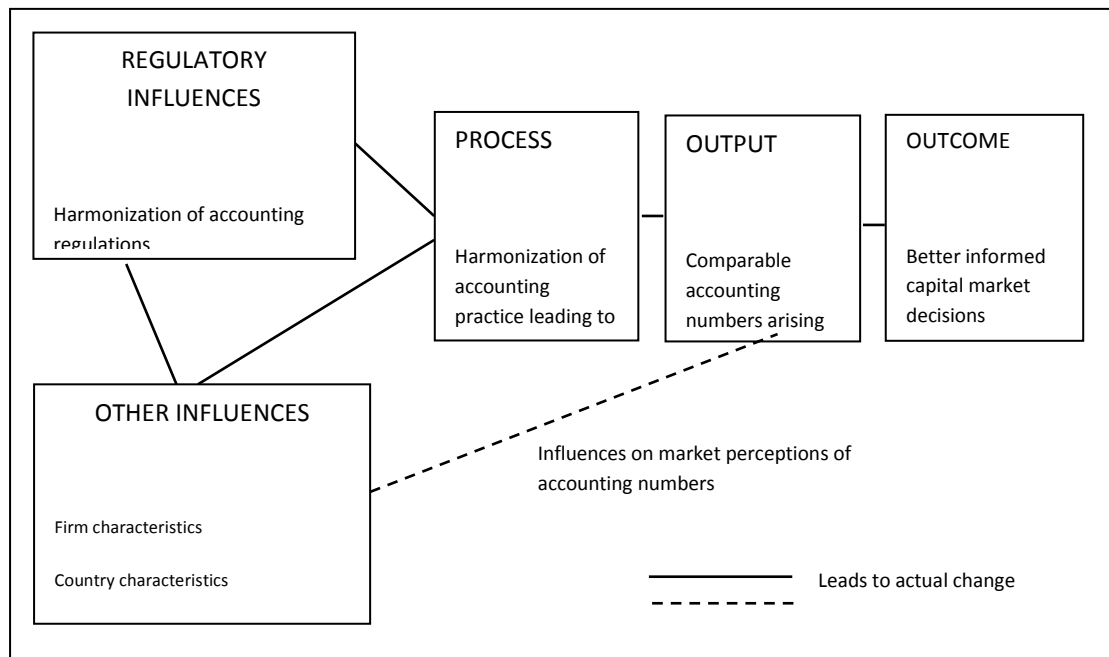 REGULATORY
INFLUENCES
Harmonization of accounting
regulations
PROCESS
Harmonization of
accounting
practice leading to
OUTPUT
Comparable
accounting
numbers arising
OUTCOME
Better informed
capital market
decisions
OTHER INFLUENCES
Firm characteristics
Country characteristics
Influences on market perceptions of
accounting numbers
Leads to actual change